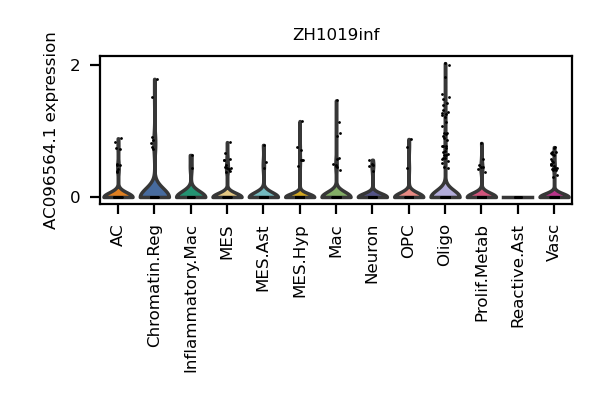 ZH1019inf
AC096564.1 expression
2
0
AC
Chromatin.Reg
Inflammatory.Mac
MES
MES.Ast
MES.Hyp
Mac
Neuron
OPC
Oligo
Prolif.Metab
Reactive.Ast
Vasc